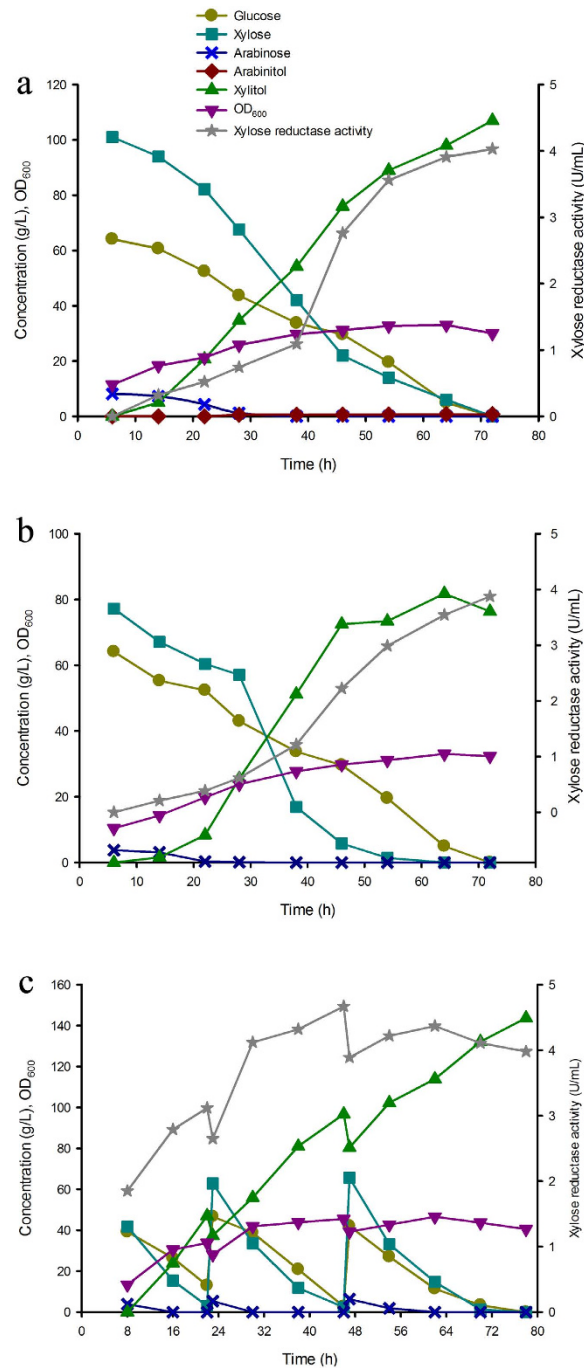 Glucose
Xylose
Arabinose
Arabinitol
Xylitol
OD600
Xylose reductase activity
a
120
100
80
60
40
20
0
Concentration (g/L), OD600
5
4
3
2
1
0
Xylose reductase activity (U/mL)
0 10 20 30 40 50 60 70 80
Time (h)
b
100
80
60
40
20
0
Concentration (g/L), OD600
5
4
3
2
1
0
Xylose reductase activity (U/mL)
0 10 20 30 40 50 60 70 80
Time (h)
c
160
140
120
100
80
60
40
20
0
Concentration (g/L), OD600
5
4
3
2
1
0
Xylose reductase activity (U/mL)
0 8 16 24 32 40 48 56 64 72 80
Time (h)